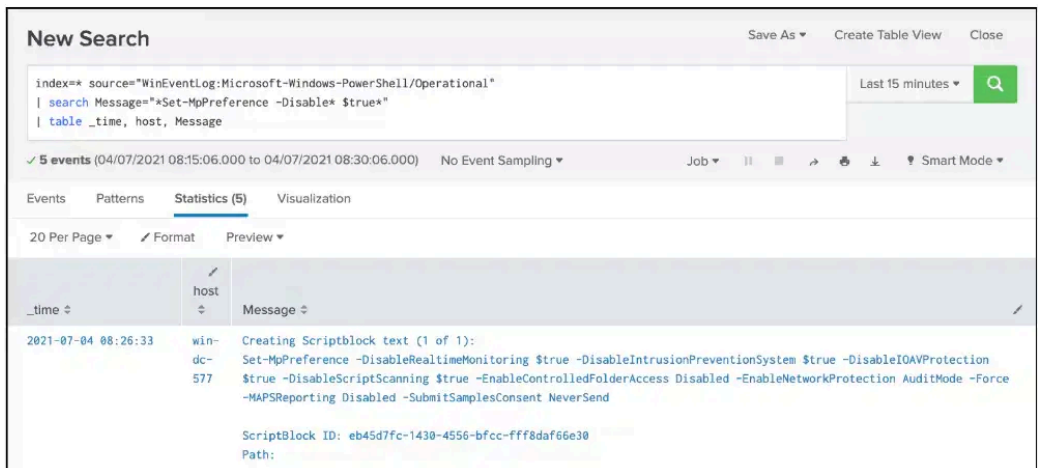 New Search
Save As
Create Table View
Close
index=* source="WinEventLog:Microsoft-Windows-PowerShell/Operational"
| search Message="*Set-MpPreference -Disable* $true*"
| table _time, host, Message
Last 15 minutes
✓ 5 events (04/07/2021 08:15:06.000 to 04/07/2021 08:30:06.000)
No Event Sampling
Job
Smart Mode
Events
Patterns
Statistics (5)
Visualization
20 Per Page
Format
Preview
_time
host
Message
2021-07-04 08:26:33
win-
dc-
577
Creating Scriptblock text (1 of 1):
Set-MpPreference -DisableRealtimeMonitoring $true -DisableIntrusionPreventionSystem $true -DisableIOAVProtection
$true -DisableScriptScanning $true -EnableControlledFolderAccess Disabled -EnableNetworkProtection AuditMode -Force
-MAPSReporting Disabled -SubmitSamplesConsent NeverSend
ScriptBlock ID: eb45d7fc-1430-4556-bfcc-fff8daf66e30
Path: